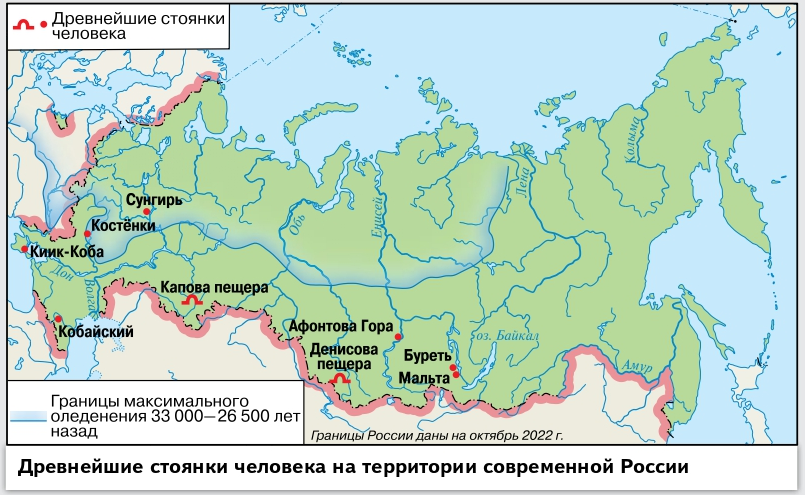 Древнейшие стоянки
человека
Колыма
Лена
Енисей
Обь
Сунгирь
Костёнки
Киик-Коба
Дон
Волга
Капова пещера
Кобайский
Афонтова Гора
оз. Байкал
Денисова
пещера
Буреть
Мальта
Амур
Границы максимального
оледенения 33 000—26 500 лет
назад
Границы России даны на октябрь 2022 г.
Древнейшие стоянки человека на территории современной России